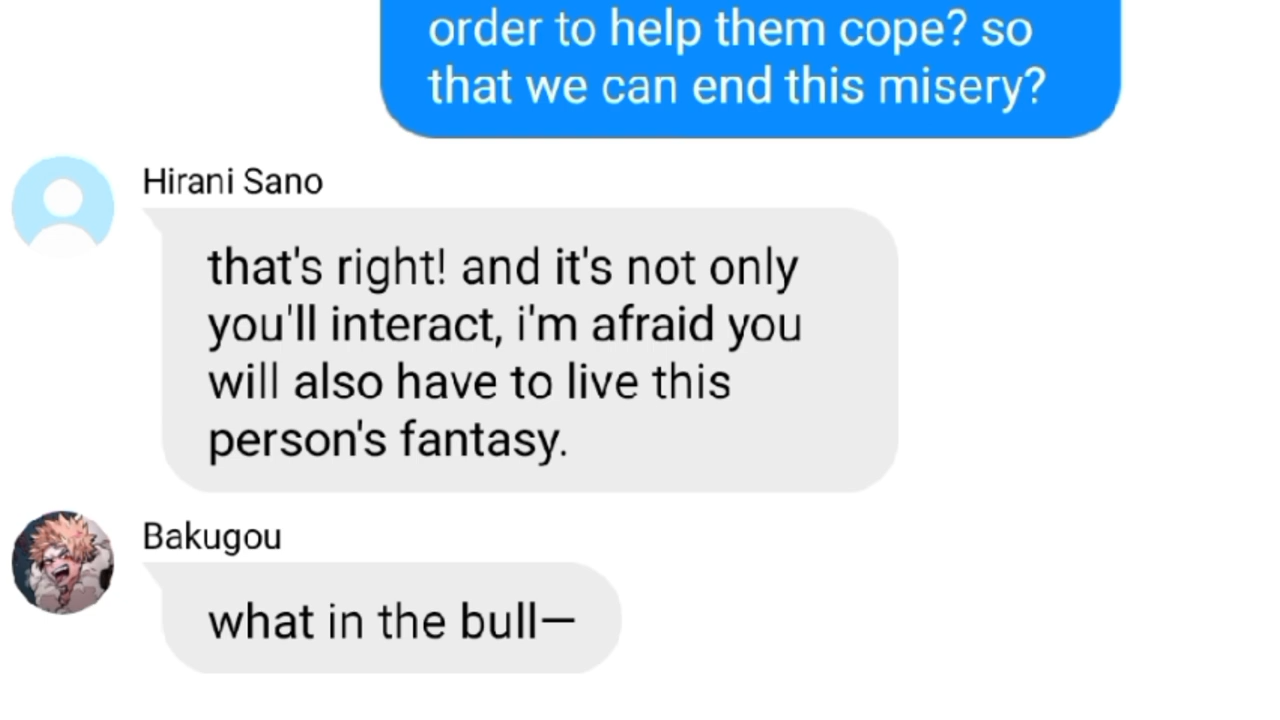 order to help them cope? so
that we can end this misery?
Hirani Sano
that's right! and it's not only
you'll interact, i'm afraid you
will also have to live this
person's fantasy.
Bakugou
what in the bull—